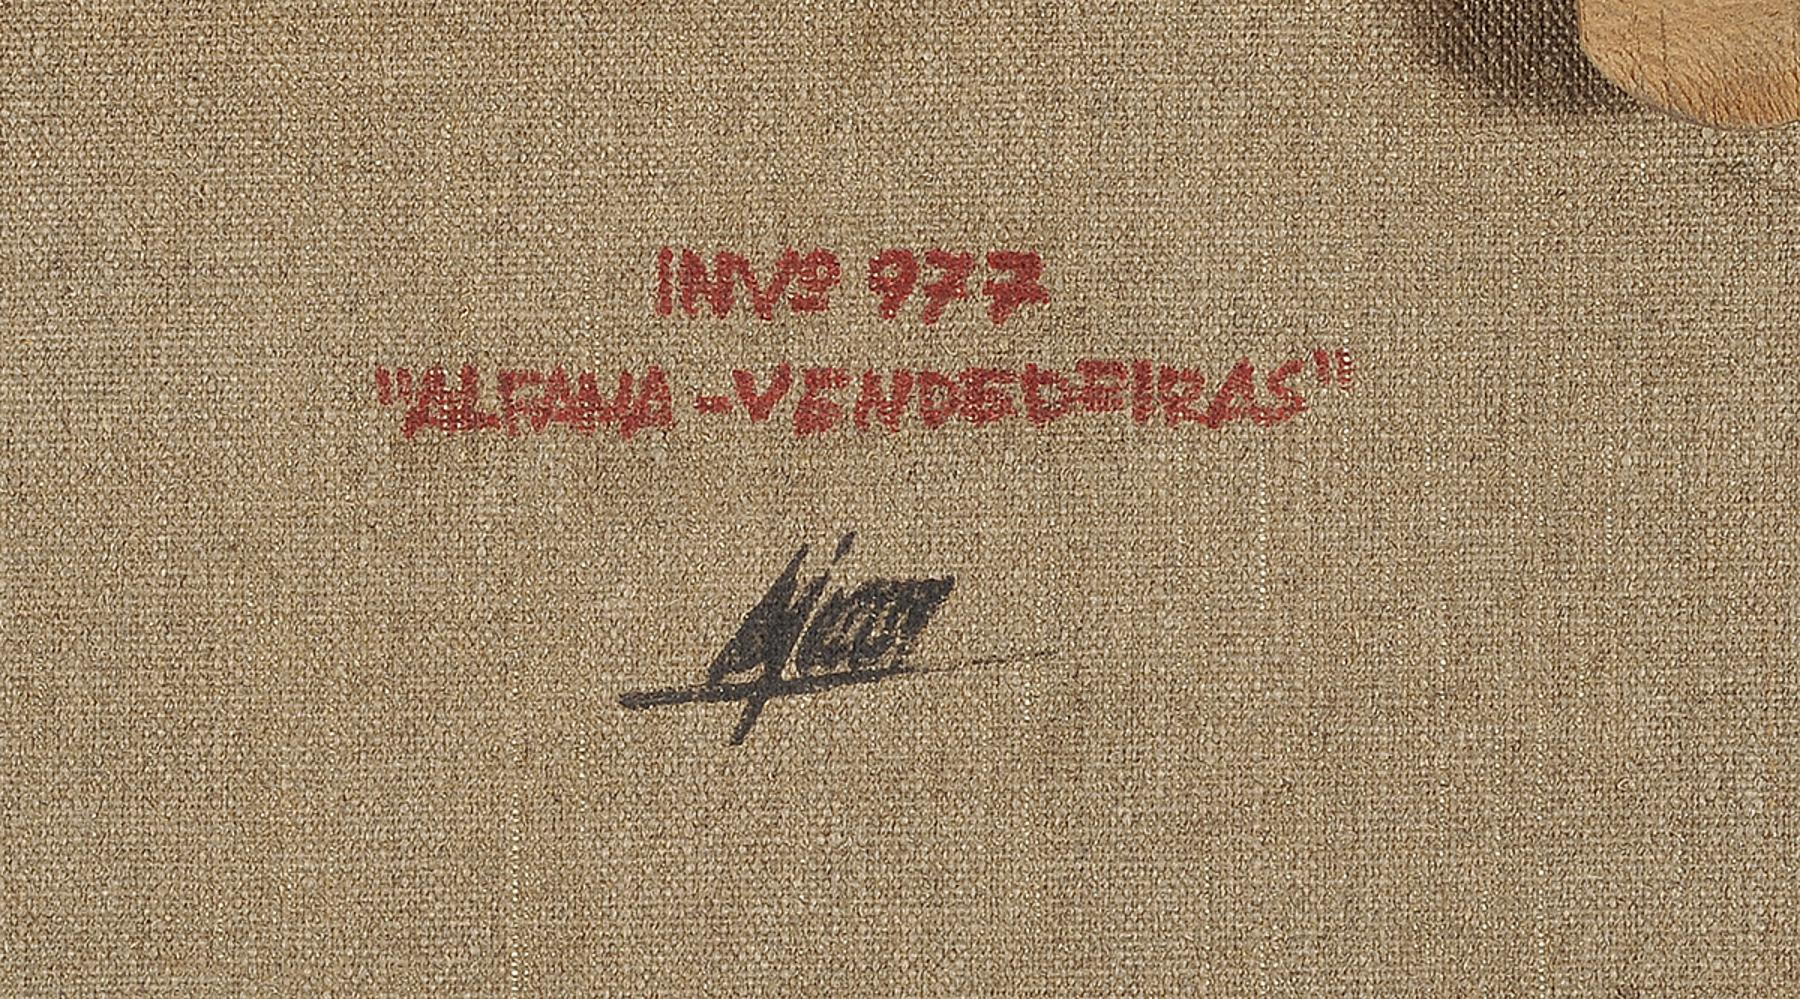 INVº 977
"ALFAMA - VENDEDEIRAS"